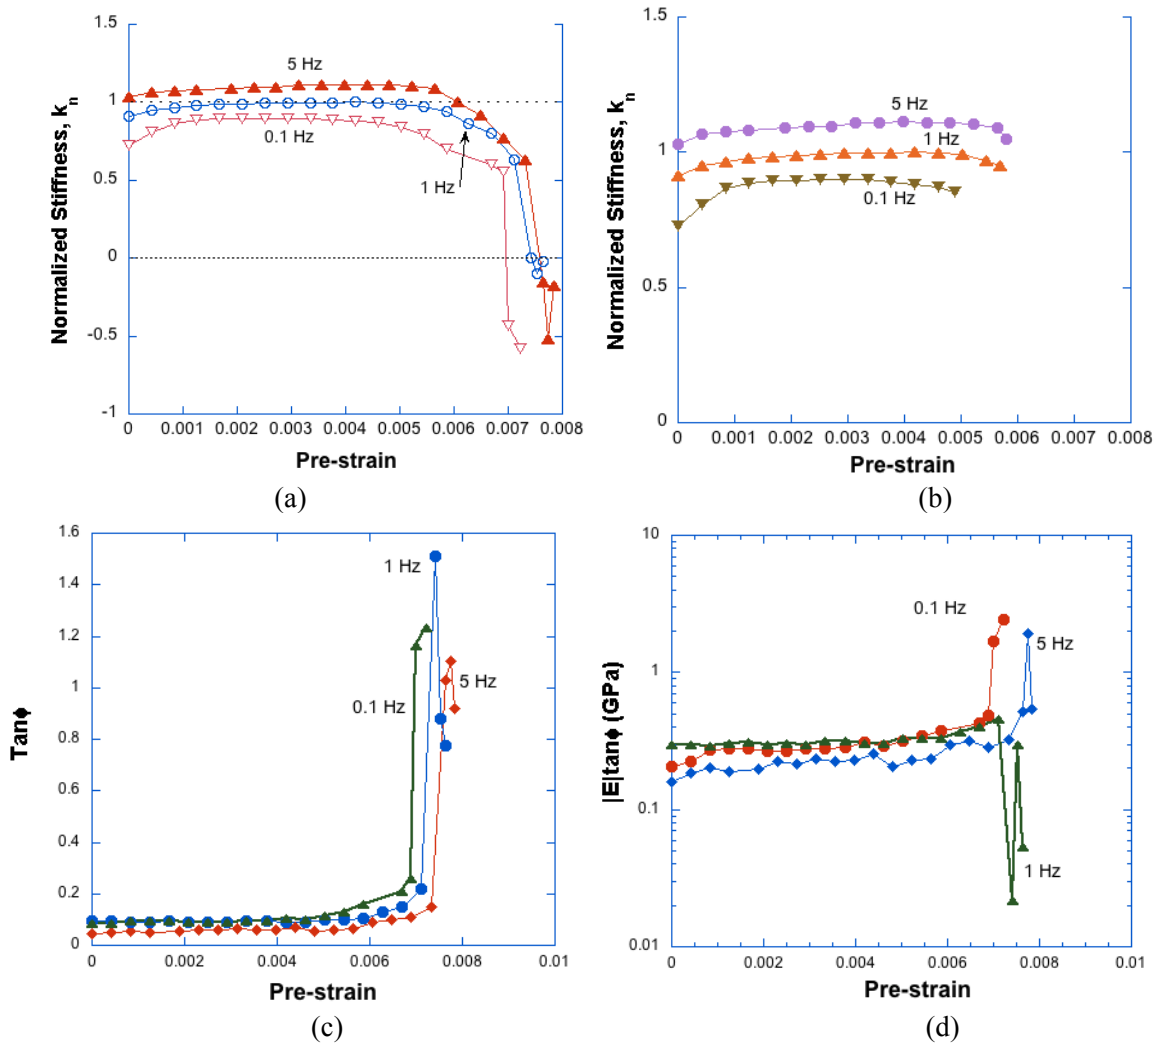 1.5
1
0.5
0
-0.5
-1
Normalized Stiffness, kₙ
5 Hz
0.1 Hz
1 Hz
0 0.001 0.002 0.003 0.004 0.005 0.006 0.007 0.008
Pre-strain
(a)
1.5
1
0.5
0
Normalized Stiffness, kₙ
5 Hz
1 Hz
0.1 Hz
0 0.001 0.002 0.003 0.004 0.005 0.006 0.007 0.008
Pre-strain
(b)
1.6
1.4
1.2
1
0.8
0.6
0.4
0.2
0
Tanϕ
1 Hz
0.1 Hz
5 Hz
0 0.002 0.004 0.006 0.008 0.01
Pre-strain
(c)
10
1
0.1
0.01
|E|tanϕ (GPa)
0.1 Hz
5 Hz
1 Hz
0 0.002 0.004 0.006 0.008 0.01
Pre-strain
(d)